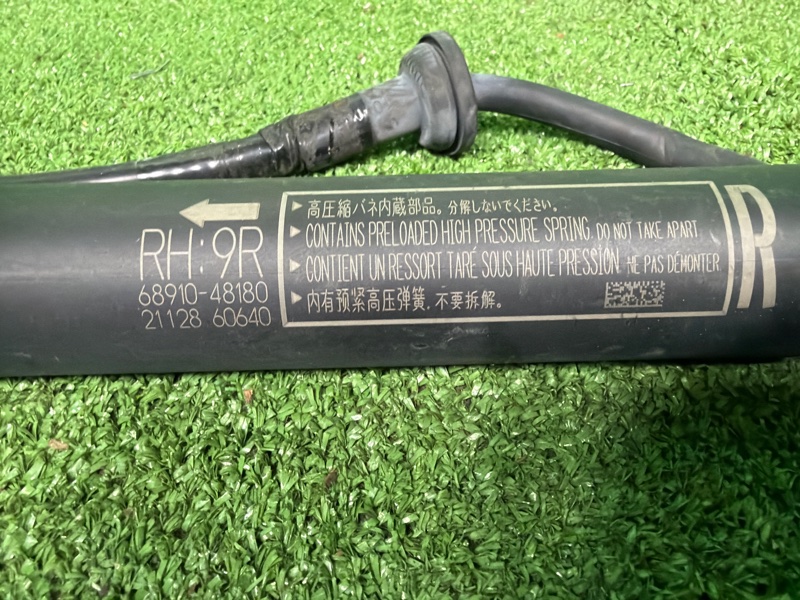 RH:9R
68910-48180
21128 60640
▶高圧縮バネ内蔵部品。分解しないでください。
▶CONTAINS PRELOADED HIGH PRESSURE SPRING. DO NOT TAKE APART.
▶CONTIENT UN RESSORT TARÉ SOUS HAUTE PRESSION. NE PAS DÉMONTER
▶内有预紧高压弹簧，不要拆解。
R